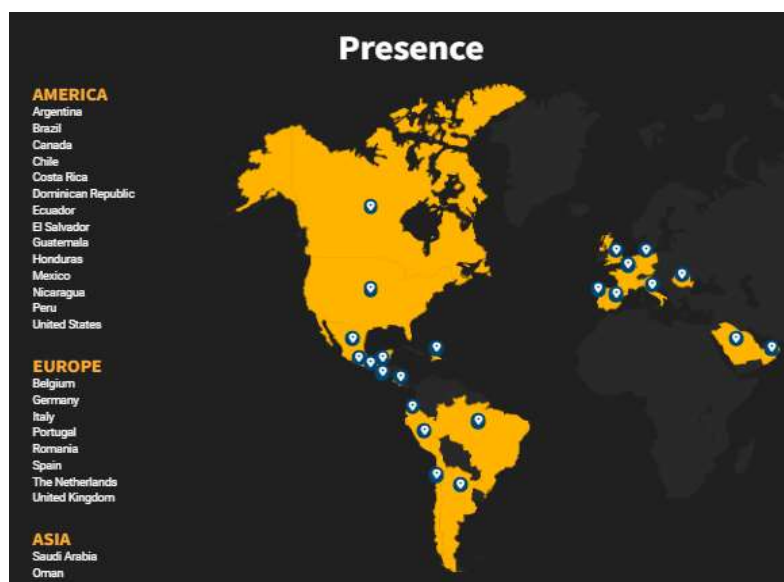 Presence
AMERICA
Argentina
Brazil
Canada
Chile
Costa Rica
Dominican Republic
Ecuador
El Salvador
Guatemala
Honduras
Mexico
Nicaragua
Peru
United States
EUROPE
Belgium
Germany
Italy
Portugal
Romania
Spain
The Netherlands
United Kingdom
ASIA
Saudi Arabia
Oman